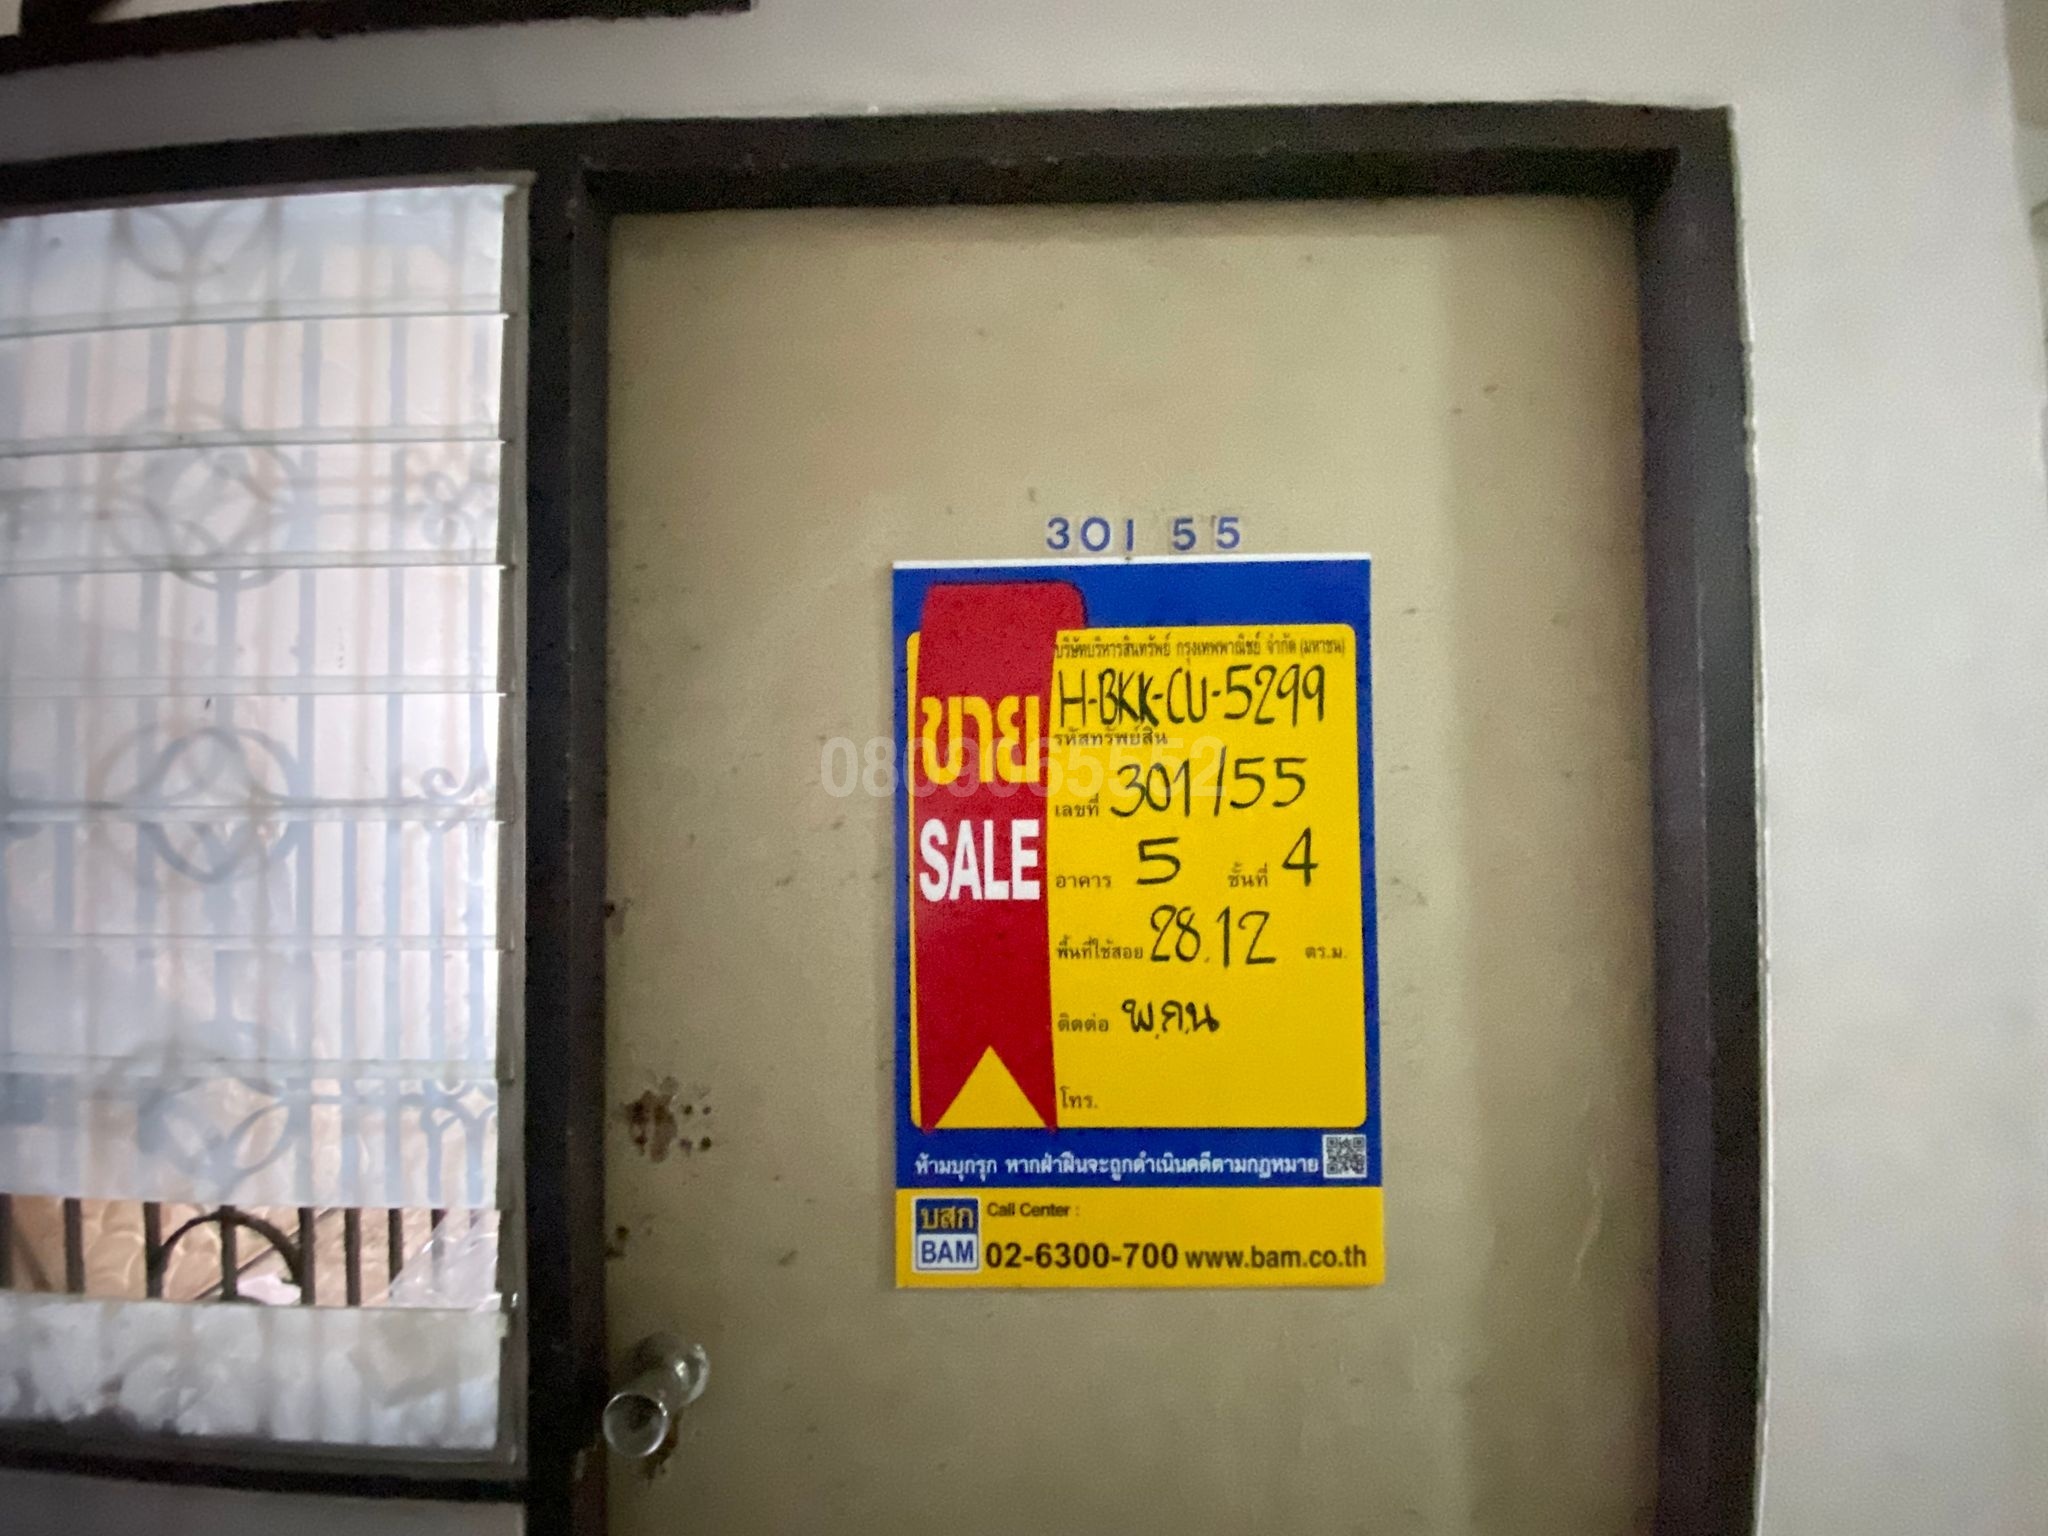 301 55
บริษัทบริหารสินทรัพย์ กรุงเทพพาณิชย์ จำกัด (มหาชน)
ขาย
SALE
H-BKK-CU-5299
รหัสทรัพย์สิน
0809065552
เลขที่ 301/55
อาคาร 5 ชั้นที่ 4
พื้นที่ใช้สอย 28.12 ตร.ม.
ติดต่อ พ.ค.น
โทร.
ห้ามบุกรุก หากฝ่าฝืนจะถูกดำเนินคดีตามกฎหมาย
บสก
BAM
Call Center :
02-6300-700 www.bam.co.th